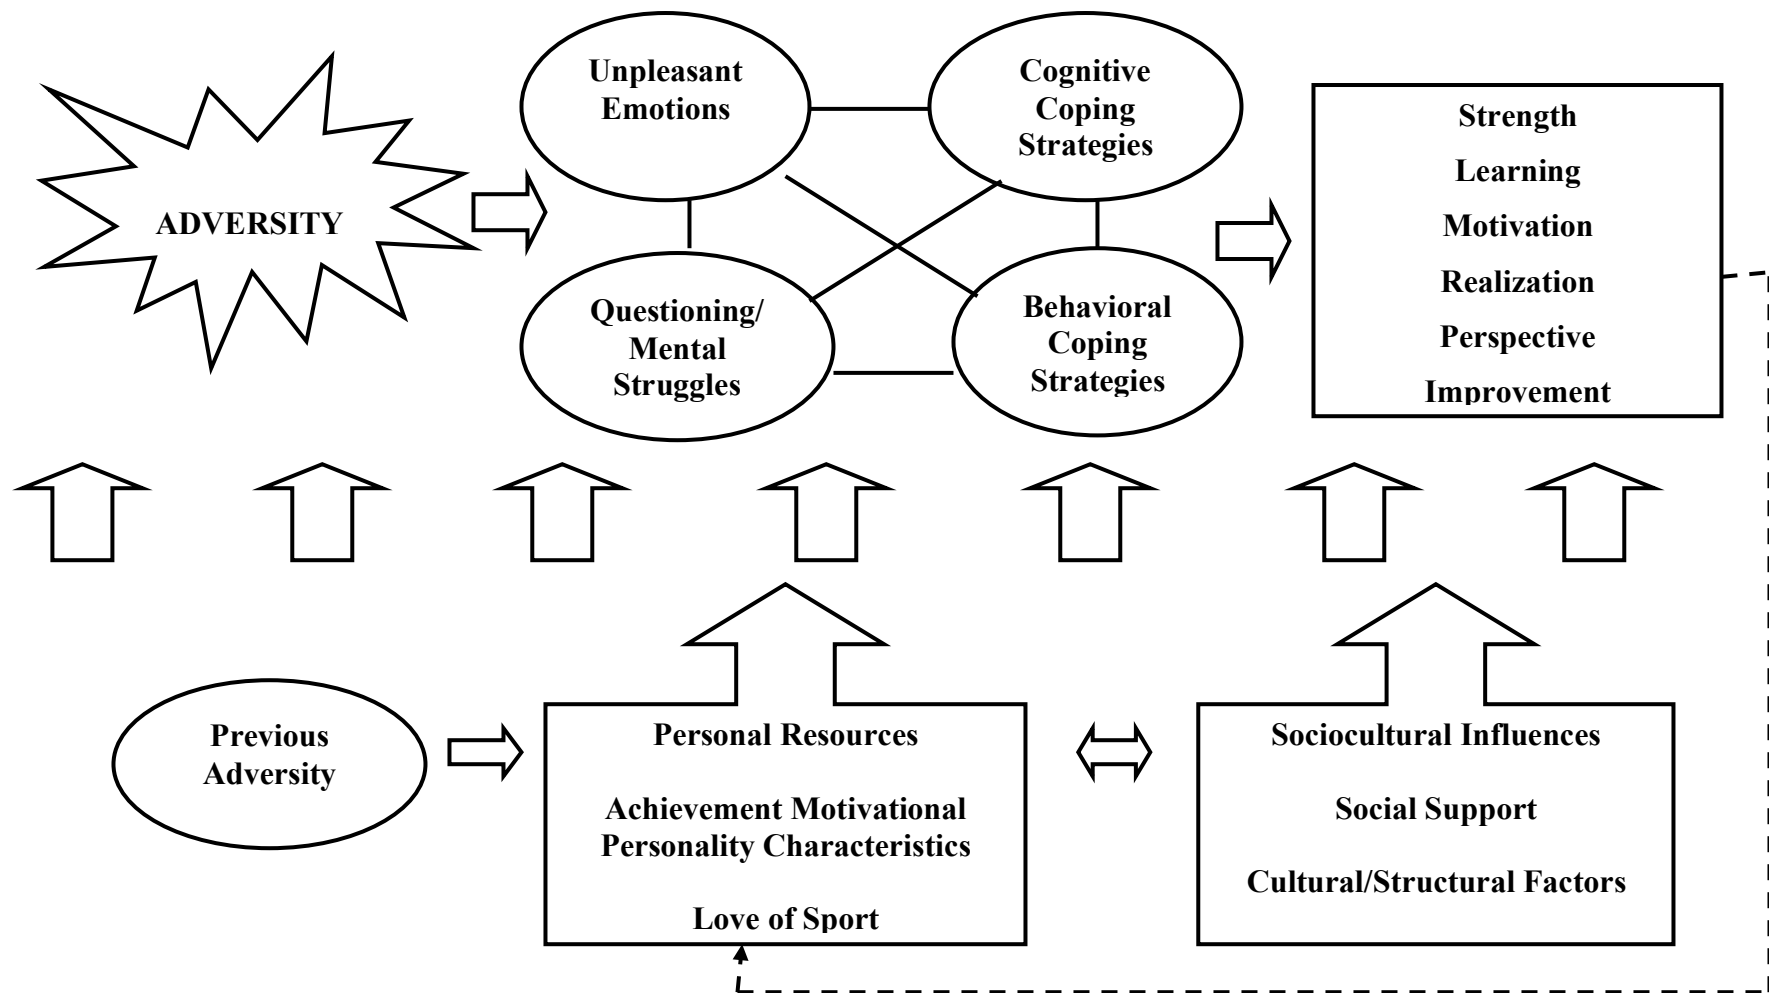 ADVERSITY
Unpleasant
Emotions
Cognitive
Coping
Strategies
Questioning/
Mental
Struggles
Behavioral
Coping
Strategies
Strength
Learning
Motivation
Realization
Perspective
Improvement
Previous
Adversity
Personal Resources
Achievement Motivational
Personality Characteristics
Love of Sport
Sociocultural Influences
Social Support
Cultural/Structural Factors